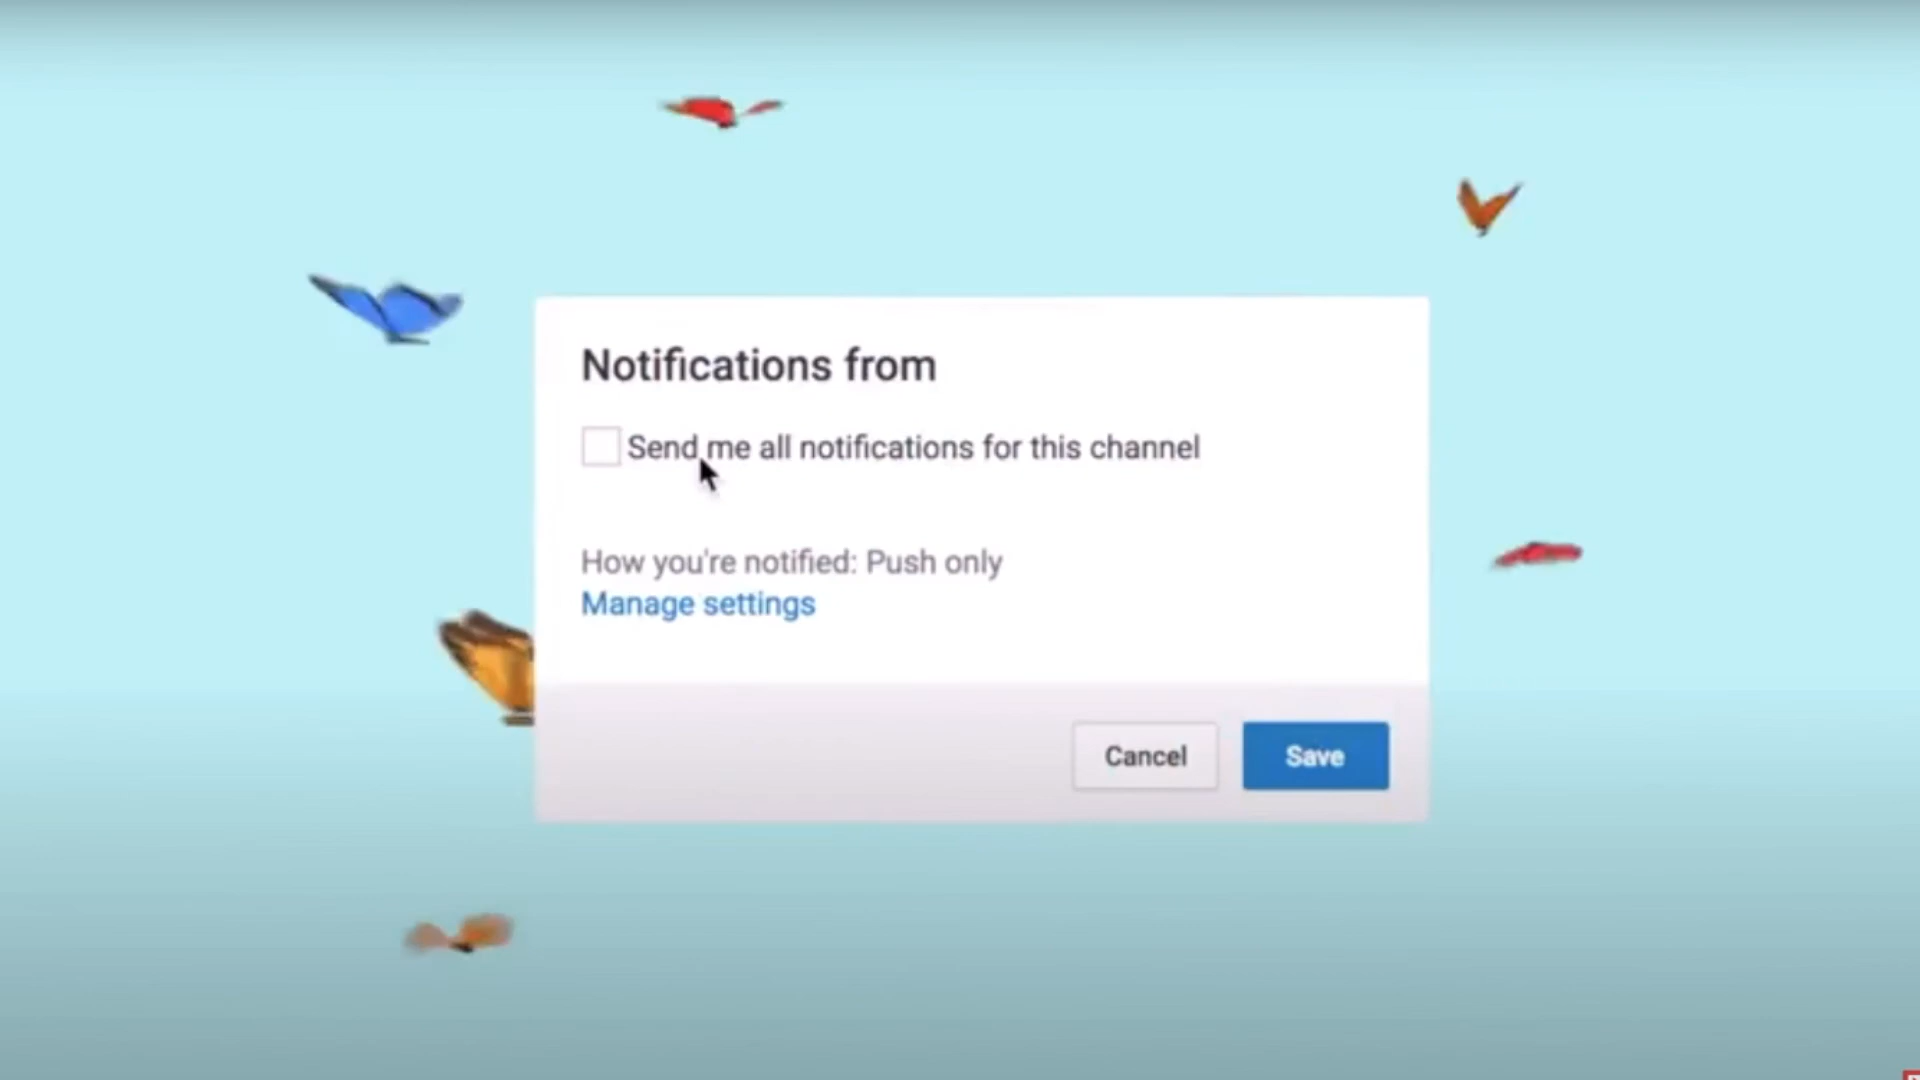 Notifications from
Send me all notifications for this channel
How you're notified: Push only
Manage settings
Cancel
Save